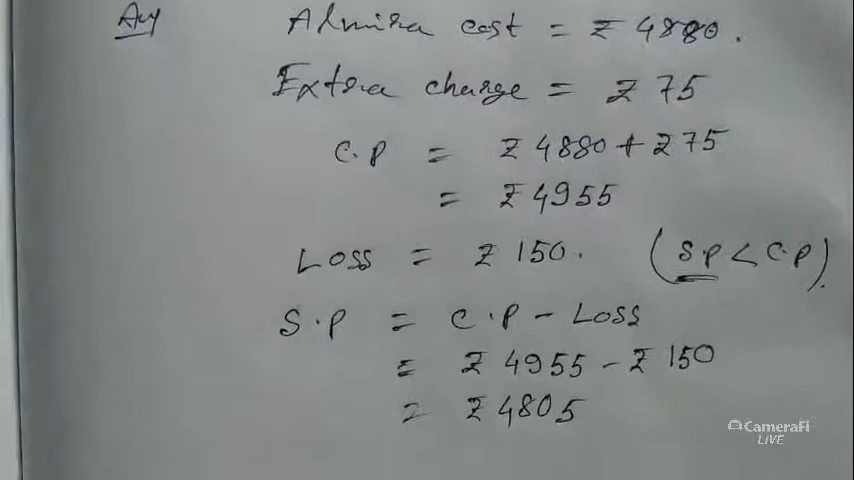 Ans Almira cost = ₹ 4880.
Extra charge = ₹ 75
C.P = ₹ 4880 + ₹ 75
= ₹ 4955
Loss = ₹ 150. (S.P < C.P).
S.P = C.P - Loss
= ₹ 4955 - ₹ 150
= ₹ 4805
CameraFi
LIVE